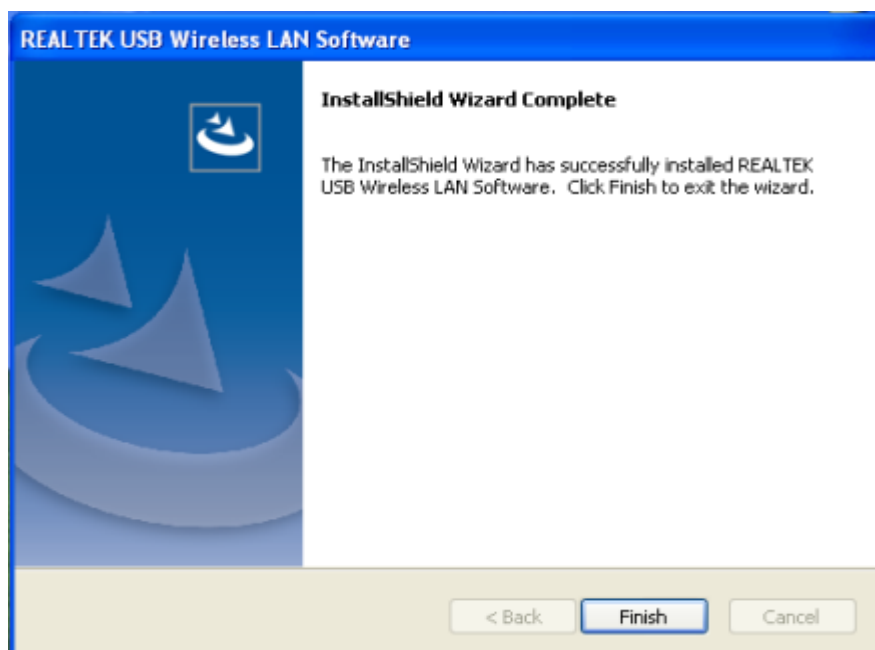 REALTEK USB Wireless LAN Software
InstallShield Wizard Complete
The InstallShield Wizard has successfully installed REALTEK
USB Wireless LAN Software.  Click Finish to exit the wizard.
< Back
Finish
Cancel